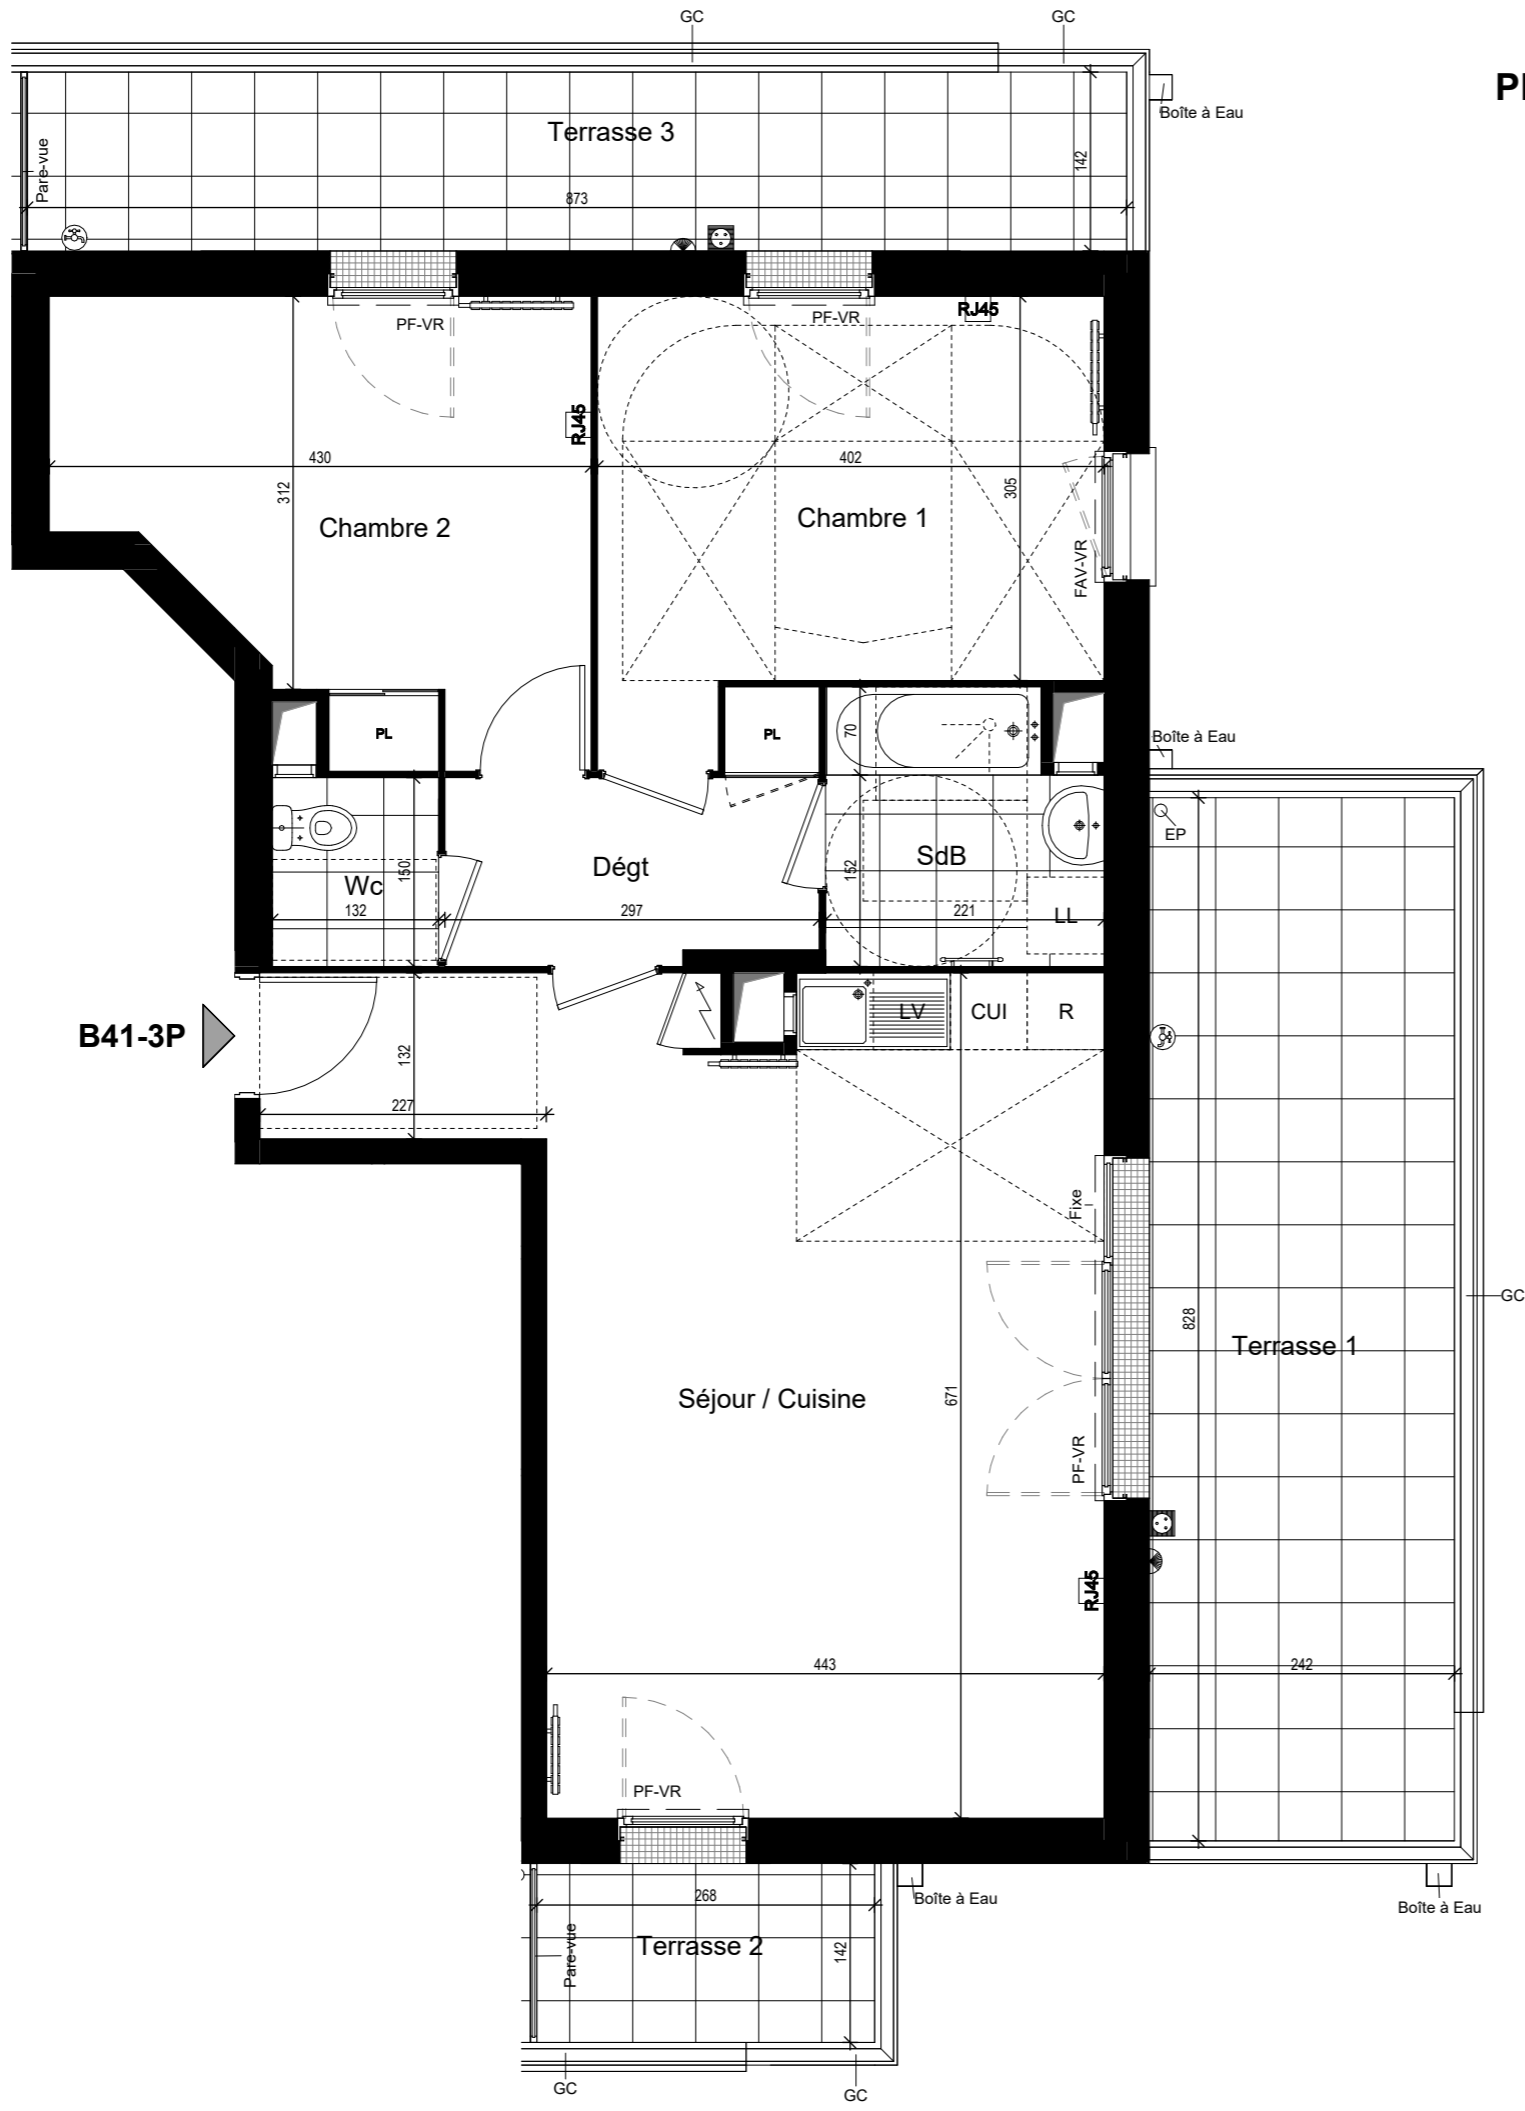 GC
GC
PI
Boîte à Eau
Terrasse 3
Pare-vue
142
873
PF-VR
PF-VR
RJ45
RJ45
430
402
312
305
Chambre 2
Chambre 1
FAV-VR
PL
PL
70
Boîte à Eau
EP
Dégt
SdB
Wc
150
152
132
297
221
LL
B41-3P
LV
CUI
R
132
227
Fixe
GC
828
Terrasse 1
Séjour / Cuisine
671
PF-VR
RJ45
443
242
PF-VR
268
Boîte à Eau
Boîte à Eau
Pare-vue
Terrasse 2
142
GC
GC